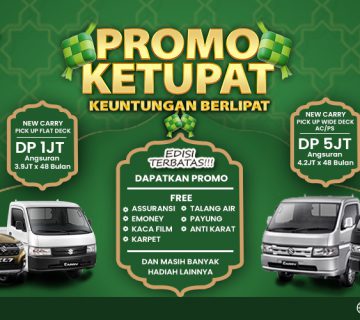 PROMO
KETUPAT
KEUNTUNGAN BERLIPAT
NEW CARRY
PICK UP FLAT DECK
DP 1JT
Angsuran
3.9JT x 48 Bulan
NEW CARRY
PICK UP WIDE DECK
AC/PS
DP 5JT
Angsuran
4.2JT x 48 Bulan
EDISI
TERBATAS!!!
DAPATKAN PROMO
FREE
• ASSURANSI
• EMONEY
• KACA FILM
• KARPET
• TALANG AIR
• PAYUNG
• ANTI KARAT
DAN MASIH BANYAK
HADIAH LAINNYA